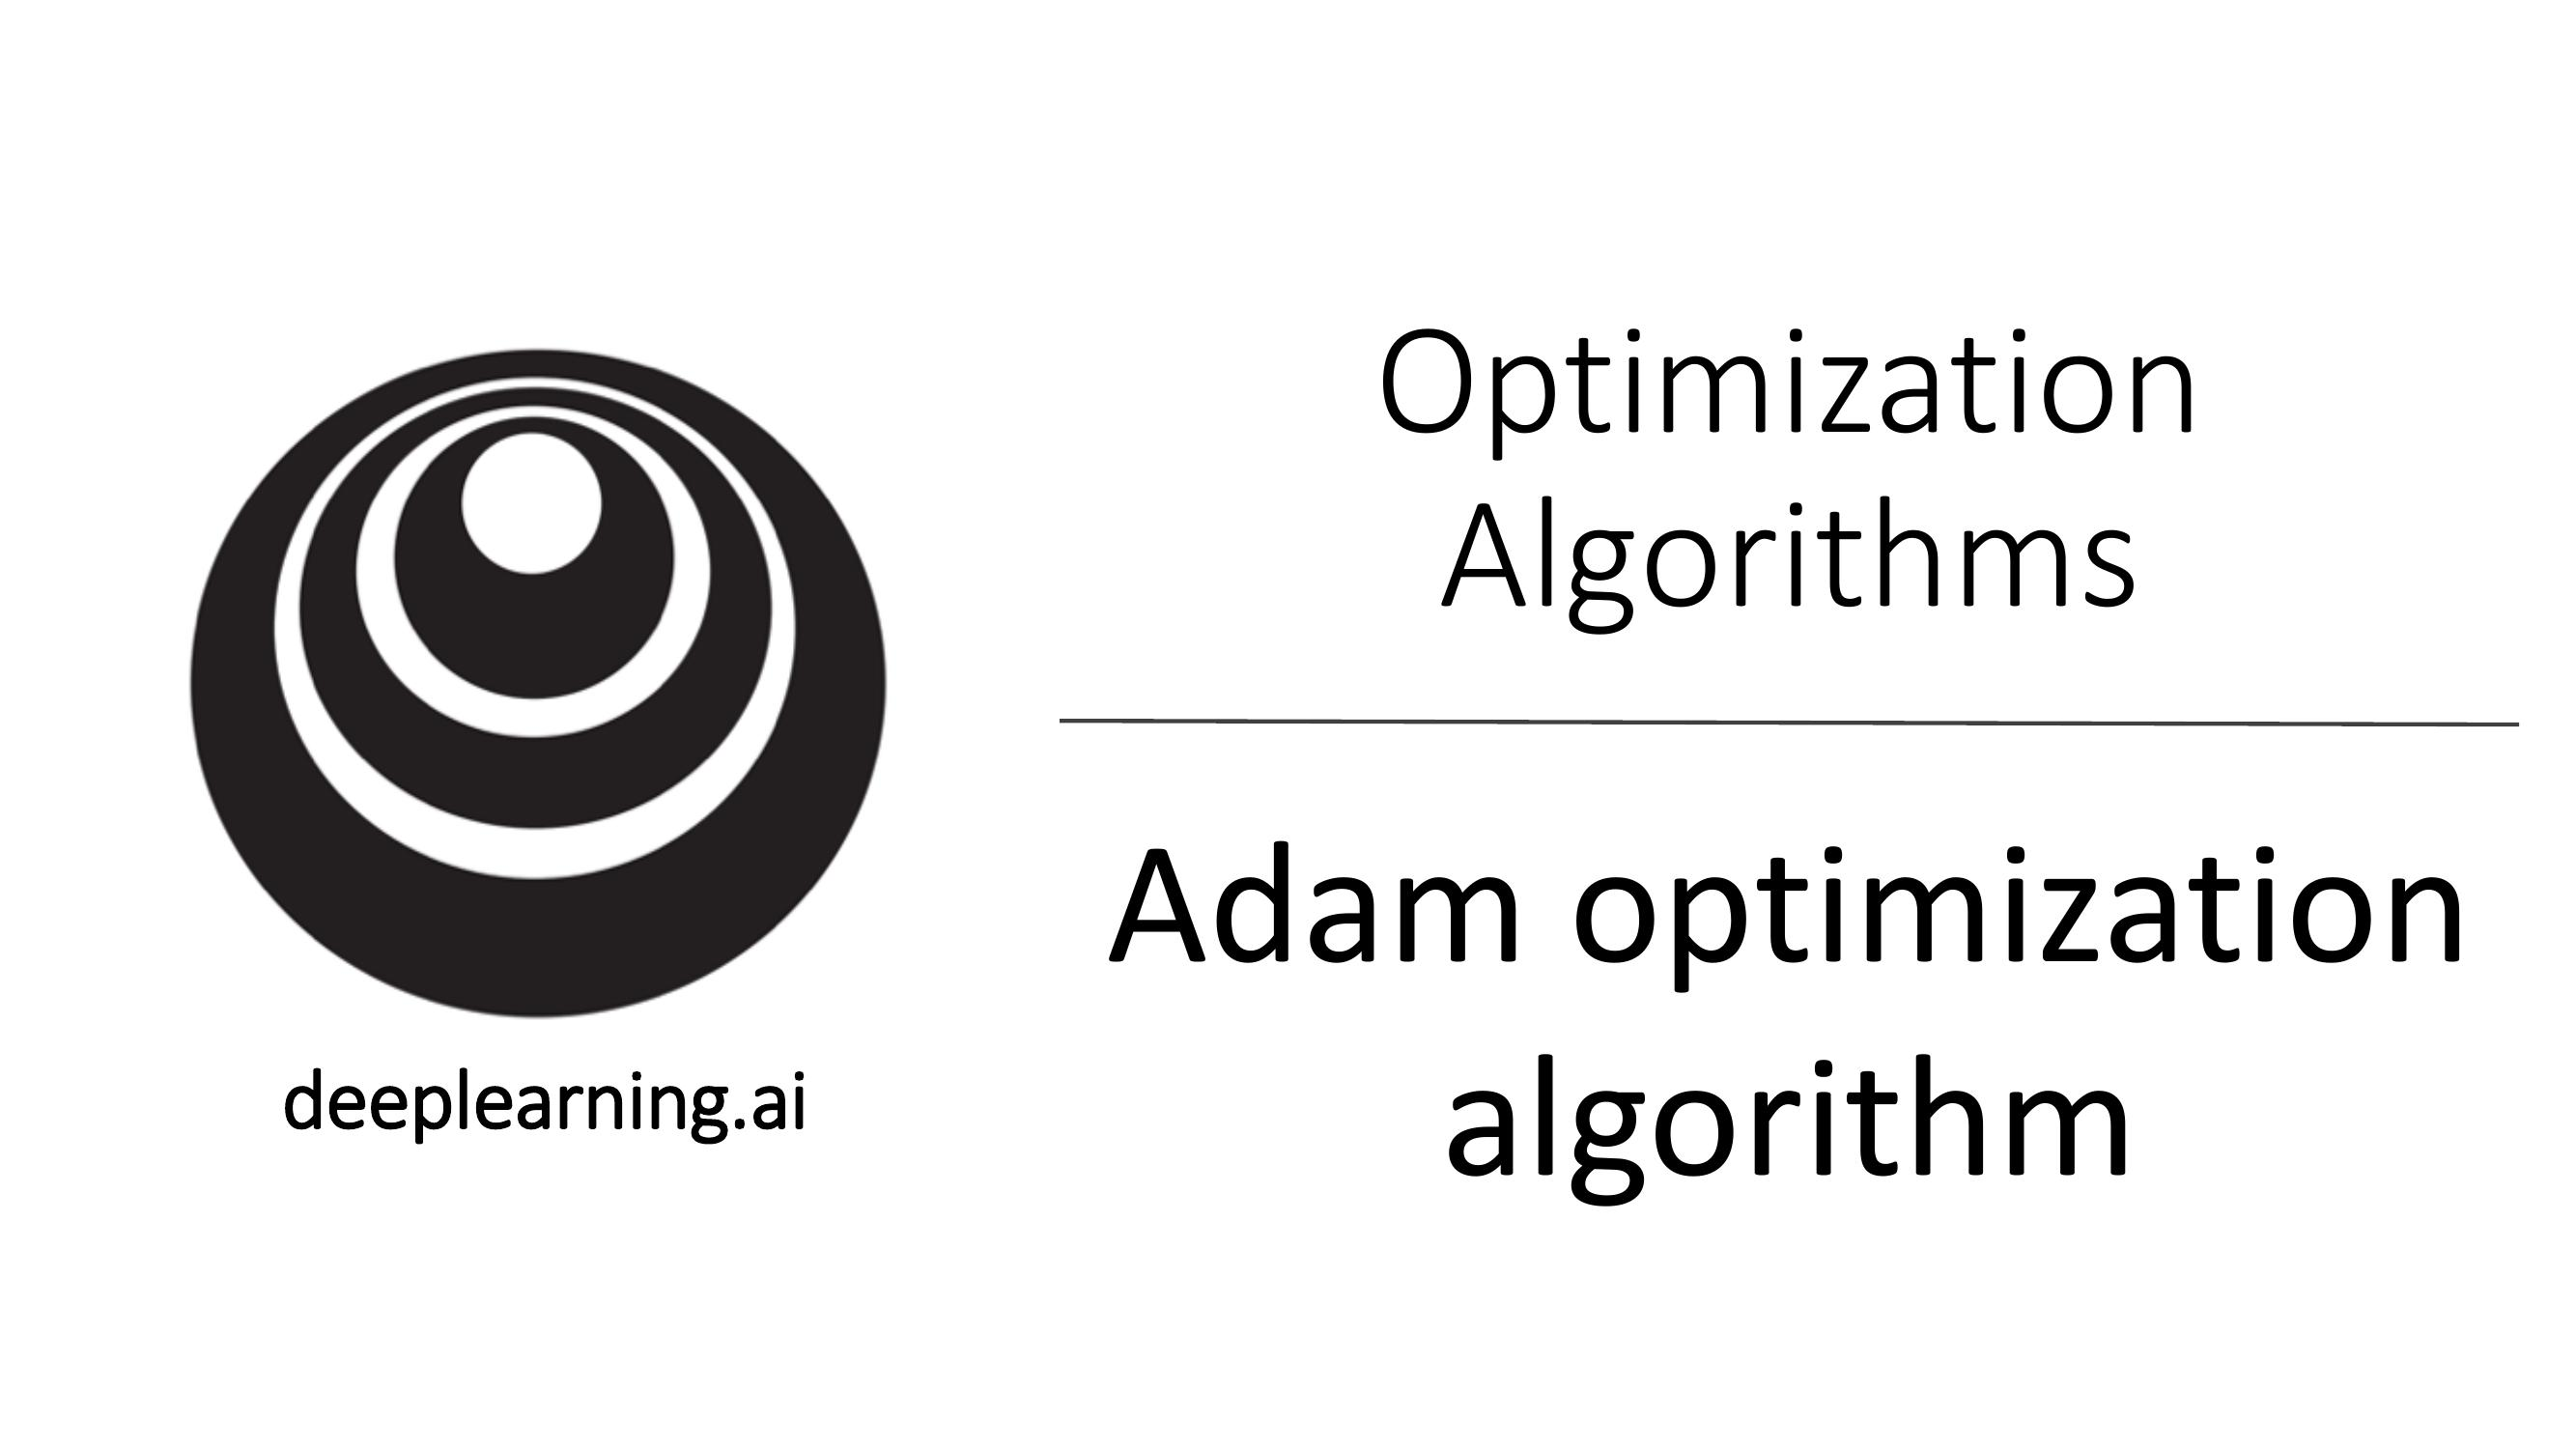 Optimization
Algorithms
Adam optimization
algorithm
deeplearning.ai